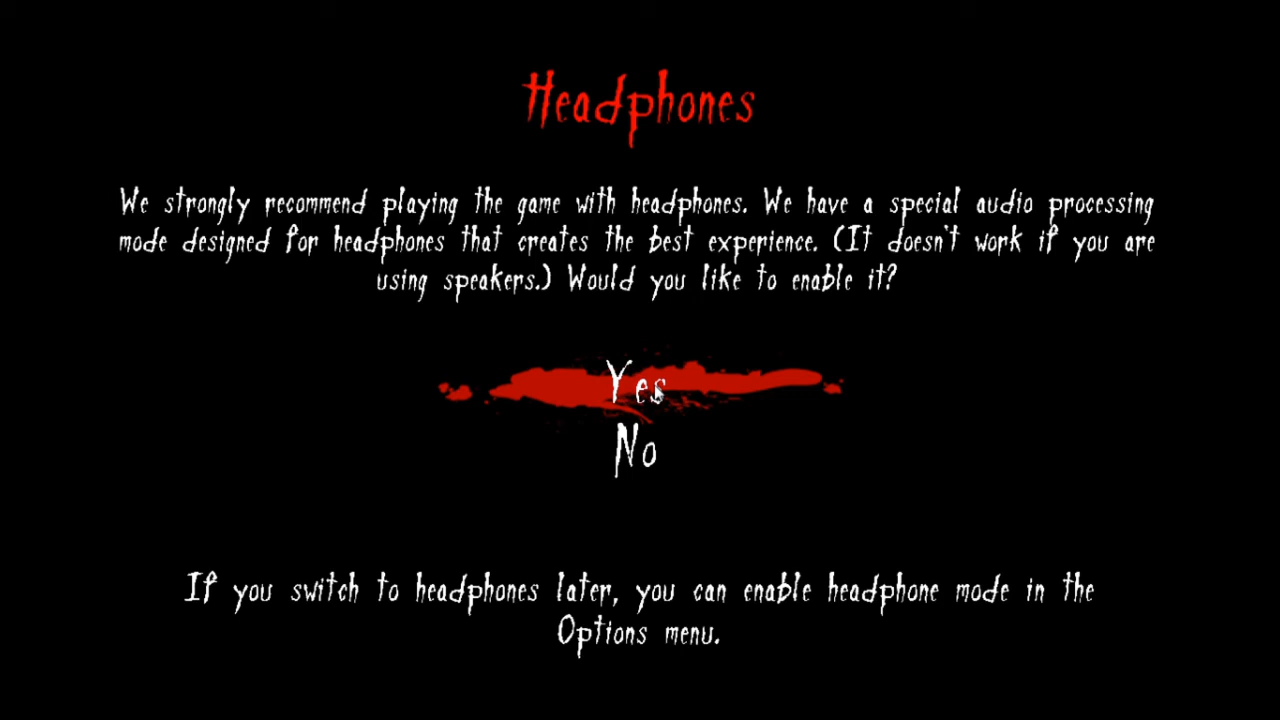 Headphones
We strongly recommend playing the game with headphones. We have a special audio processing
mode designed for headphones that creates the best experience. (It doesn't work if you are
using speakers.) Would you like to enable it?
Yes
No
If you switch to headphones later, you can enable headphone mode in the
Options menu.